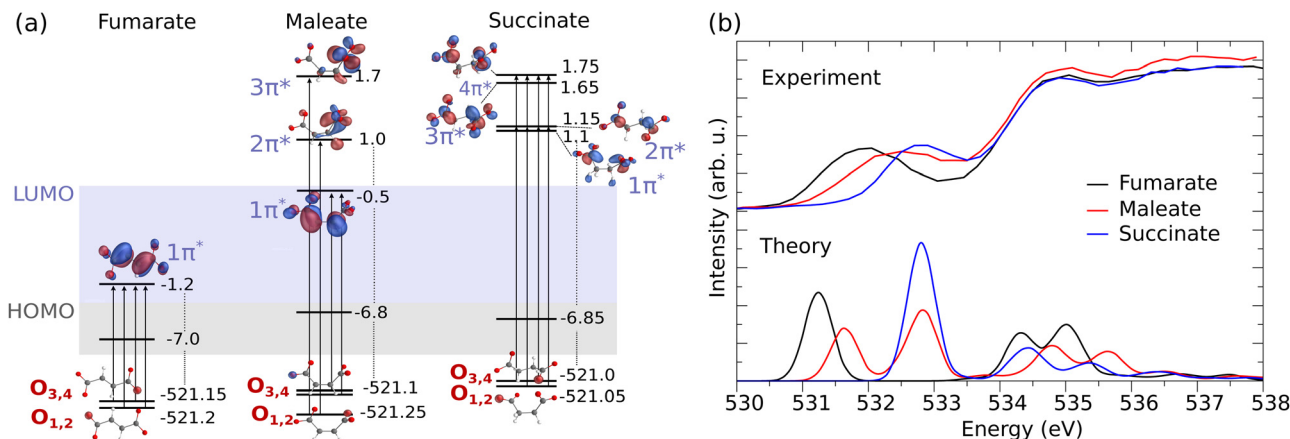 (a)
Fumarate
Maleate
Succinate
3π*
1.7
1.75
4π*
1.65
3π*
1.15
2π*
1.0
1.1
2π*
1π*
LUMO
-0.5
1π*
1π*
-1.2
HOMO
-7.0
-6.8
-6.85
O3,4
-521.15
O1,2
-521.2
O3,4
-521.1
O1,2
-521.25
O3,4
-521.0
O1,2
-521.05
(b)
Experiment
Fumarate
Maleate
Succinate
Theory
Intensity (arb. u.)
530 531 532 533 534 535 536 537 538
Energy (eV)